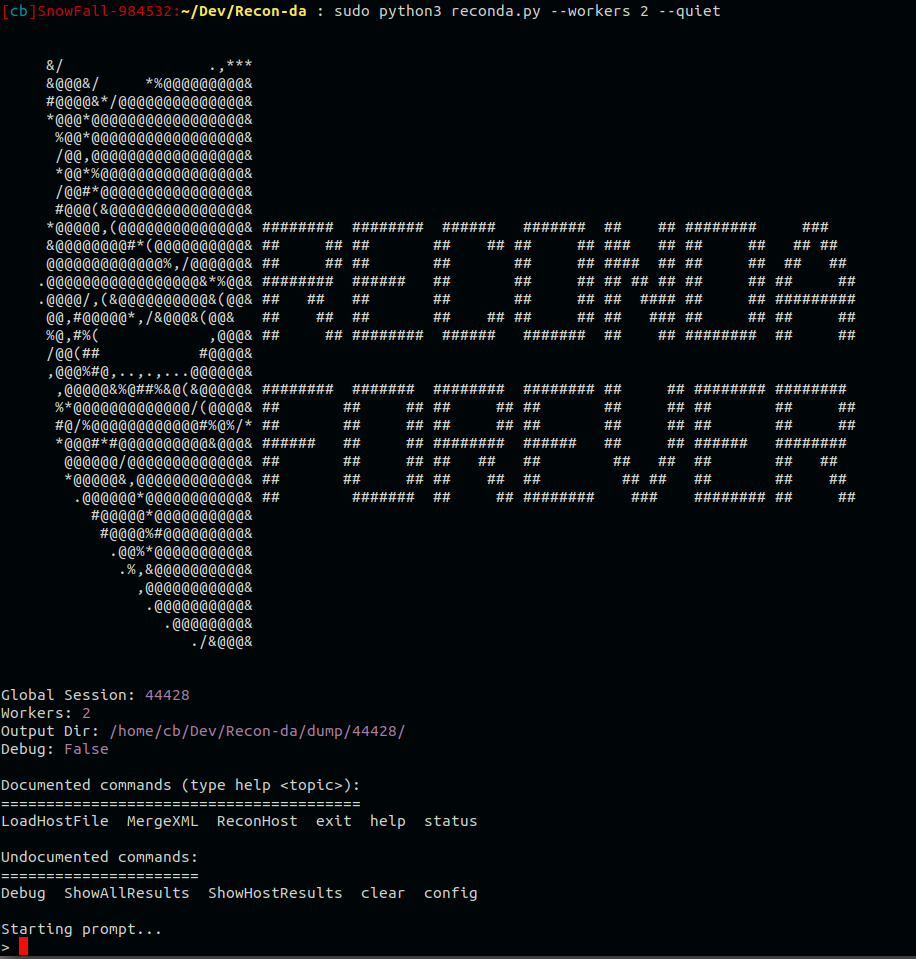 [cb]SnowFall-984532:~/Dev/Recon-da : sudo python3 reconda.py --workers 2 --quiet
RECONDA
FOREVER
Global Session: 44428
Workers: 2
Output Dir: /home/cb/Dev/Recon-da/dump/44428/
Debug: False
Documented commands (type help <topic>):
========================================
LoadHostFile  MergeXML  ReconHost  exit  help  status
Undocumented commands:
======================
Debug  ShowAllResults  ShowHostResults  clear  config
Starting prompt...
>